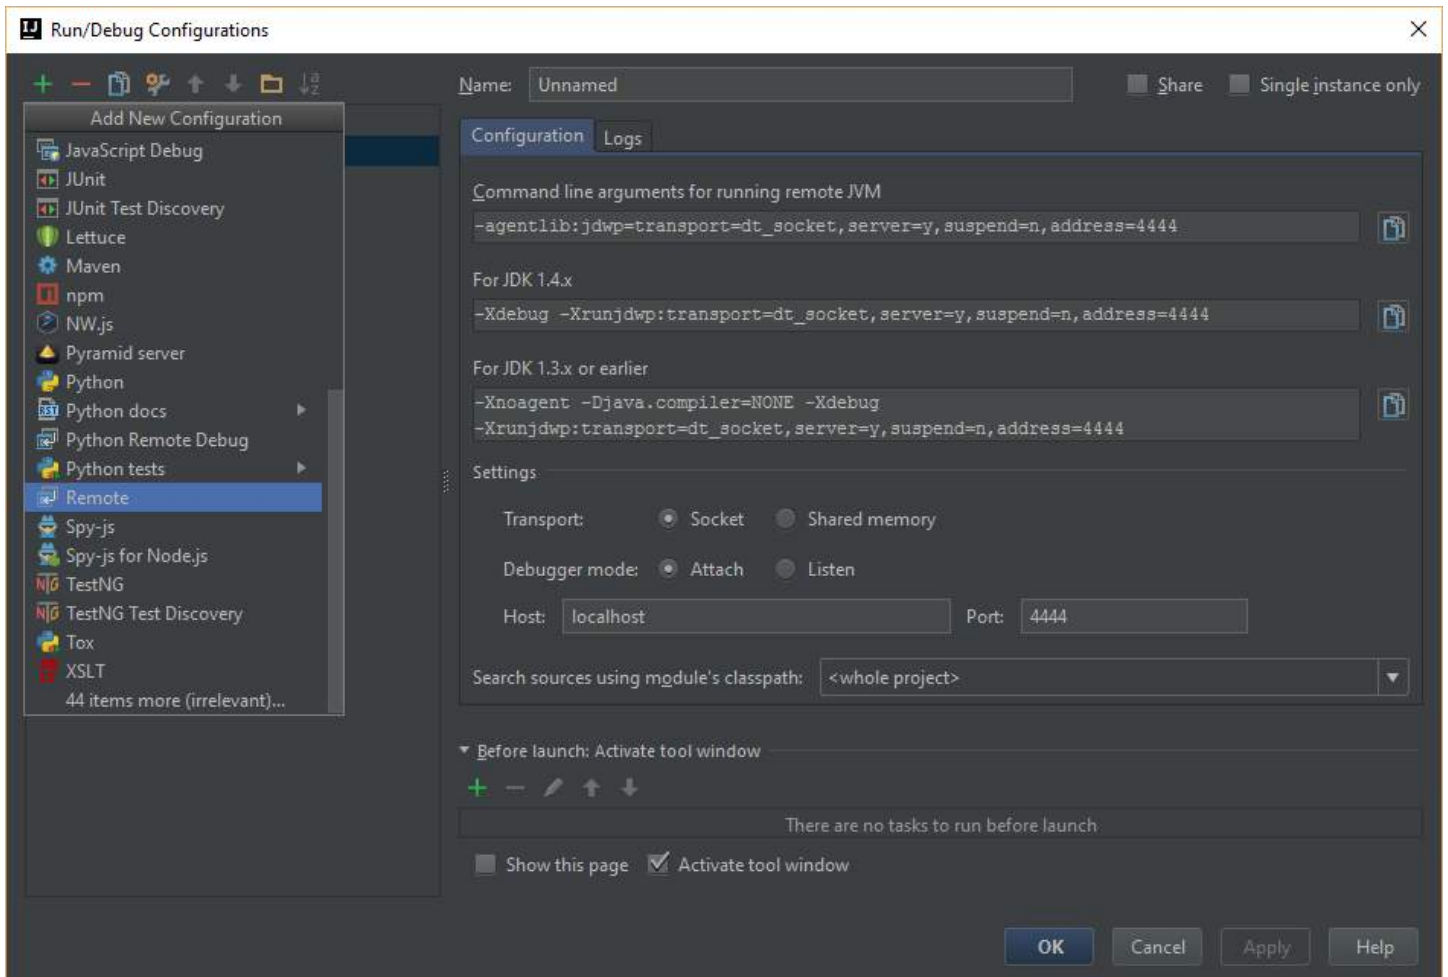 Run/Debug Configurations
Name: Unnamed Share Single instance only
Add New Configuration
JavaScript Debug
JUnit
JUnit Test Discovery
Lettuce
Maven
npm
NW.js
Pyramid server
Python
Python docs
Python Remote Debug
Python tests
Remote
Spy-js
Spy-js for Node.js
TestNG
TestNG Test Discovery
Tox
XSLT
44 items more (irrelevant)...
Configuration Logs
Command line arguments for running remote JVM
-agentlib:jdwp=transport=dt_socket,server=y,suspend=n,address=4444
For JDK 1.4.x
-Xdebug -Xrunjdwp:transport=dt_socket,server=y,suspend=n,address=4444
For JDK 1.3.x or earlier
-Xnoagent -Djava.compiler=NONE -Xdebug
-Xrunjdwp:transport=dt_socket,server=y,suspend=n,address=4444
Settings
Transport: Socket Shared memory
Debugger mode: Attach Listen
Host: localhost Port: 4444
Search sources using module's classpath: <whole project>
Before launch: Activate tool window
There are no tasks to run before launch
Show this page Activate tool window
OK Cancel Apply Help